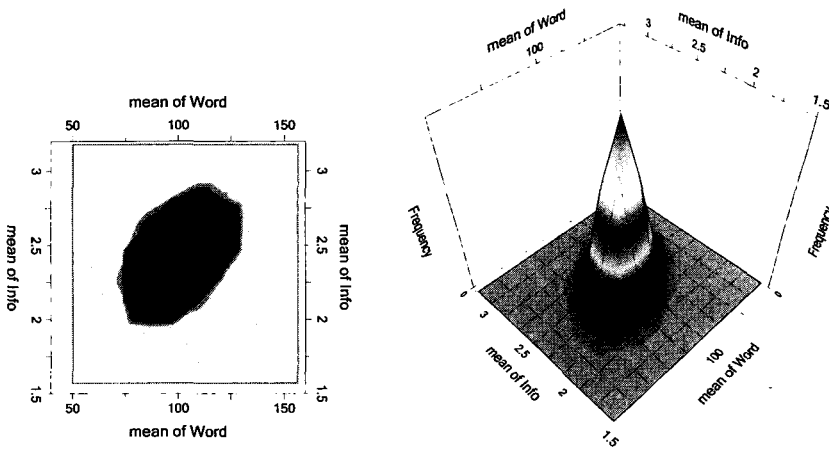 mean of Word
50 100 150
3 3
2.5 2.5
2 2
1.5 1.5
mean of Info
mean of Info
50 100 150
mean of Word
mean of Word
100
mean of Info
3 2.5 2 1.5
Frequency
Frequency
0
0
3 2.5 2 1.5
mean of Info
100
mean of Word